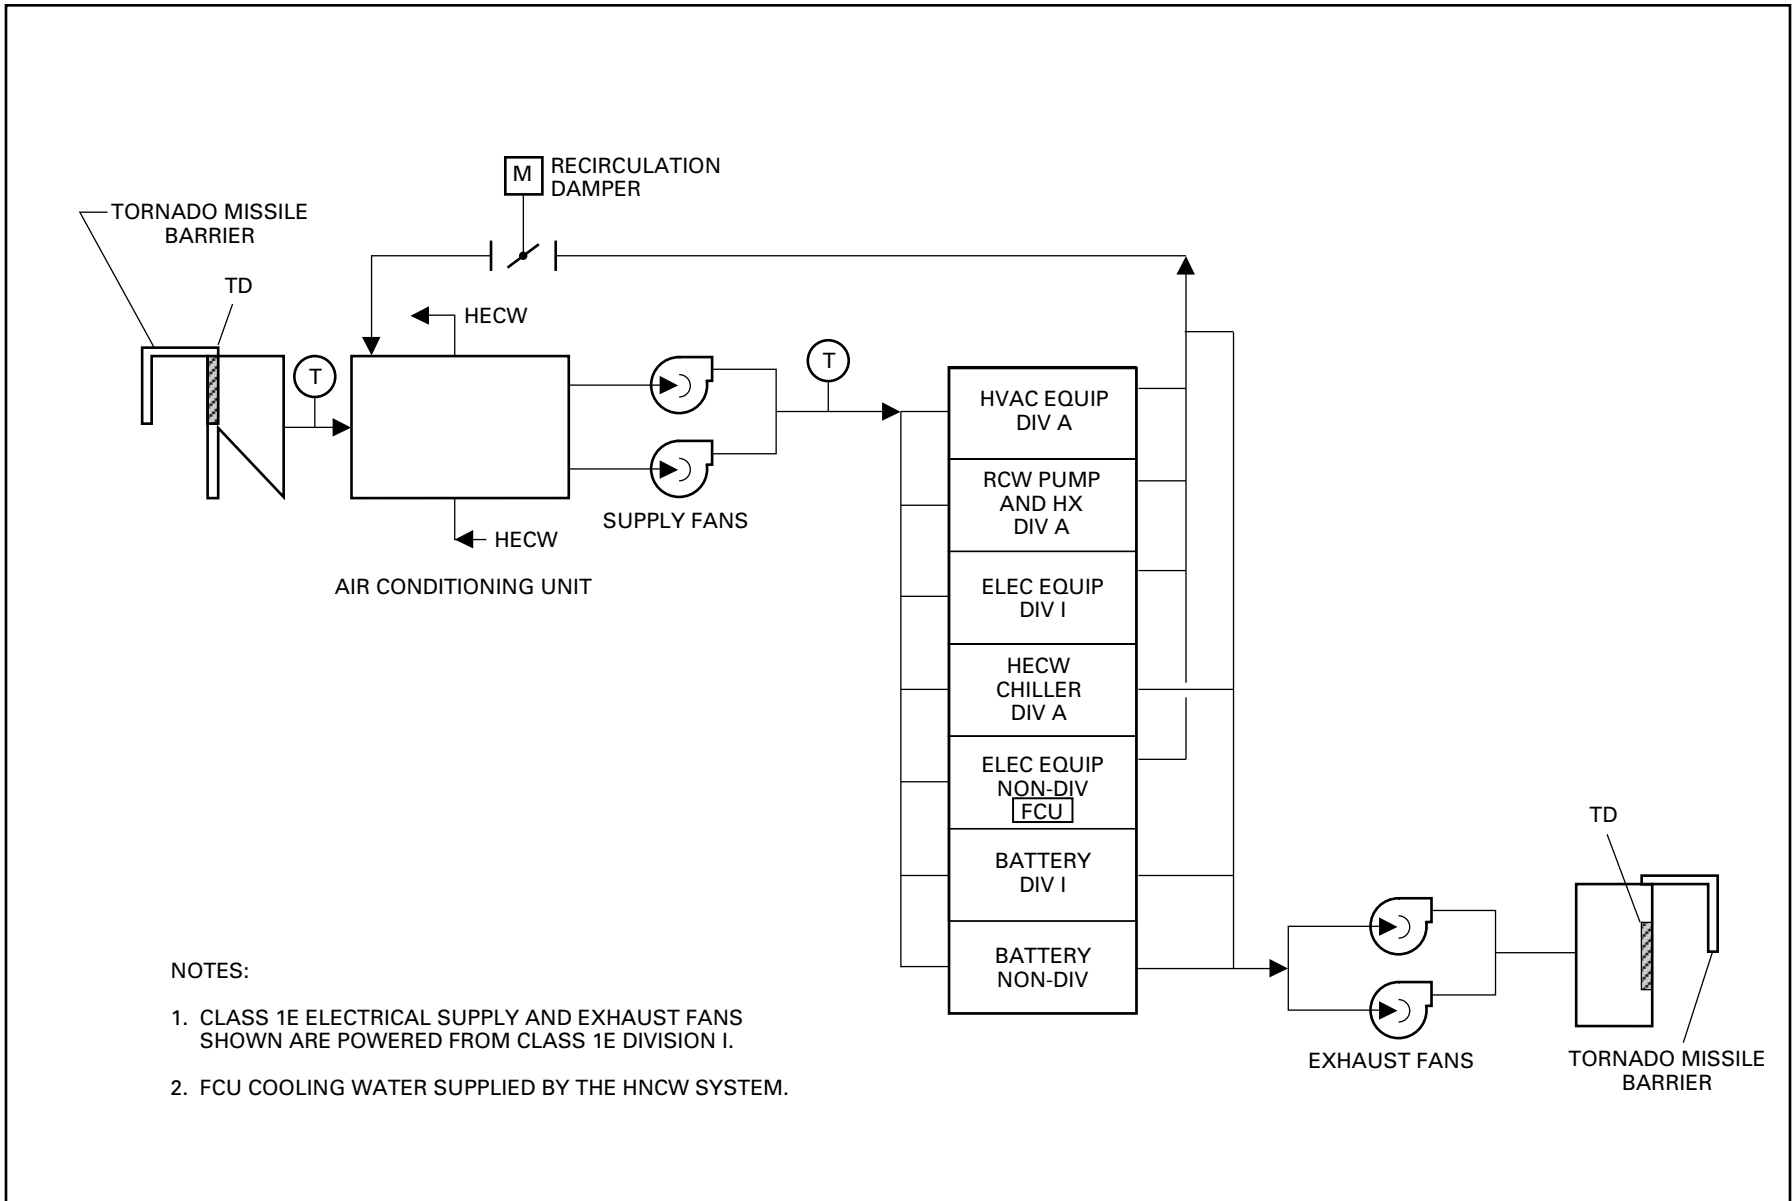 M
RECIRCULATION
DAMPER
TORNADO MISSILE
BARRIER
TD
HECW
T
T
HECW
SUPPLY FANS
AIR CONDITIONING UNIT
HVAC EQUIP
DIV A
RCW PUMP
AND HX
DIV A
ELEC EQUIP
DIV I
HECW
CHILLER
DIV A
ELEC EQUIP
NON-DIV
FCU
BATTERY
DIV I
BATTERY
NON-DIV
TD
EXHAUST FANS
TORNADO MISSILE
BARRIER
NOTES:
1. CLASS 1E ELECTRICAL SUPPLY AND EXHAUST FANS
SHOWN ARE POWERED FROM CLASS 1E DIVISION I.
2. FCU COOLING WATER SUPPLIED BY THE HNCW SYSTEM.